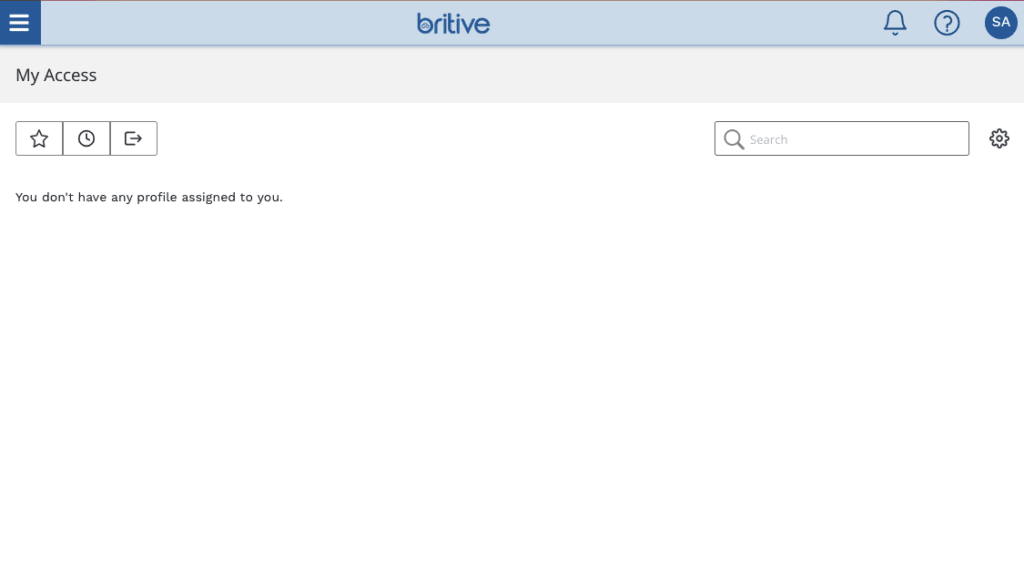 britive
SA
My Access
Search
You don't have any profile assigned to you.